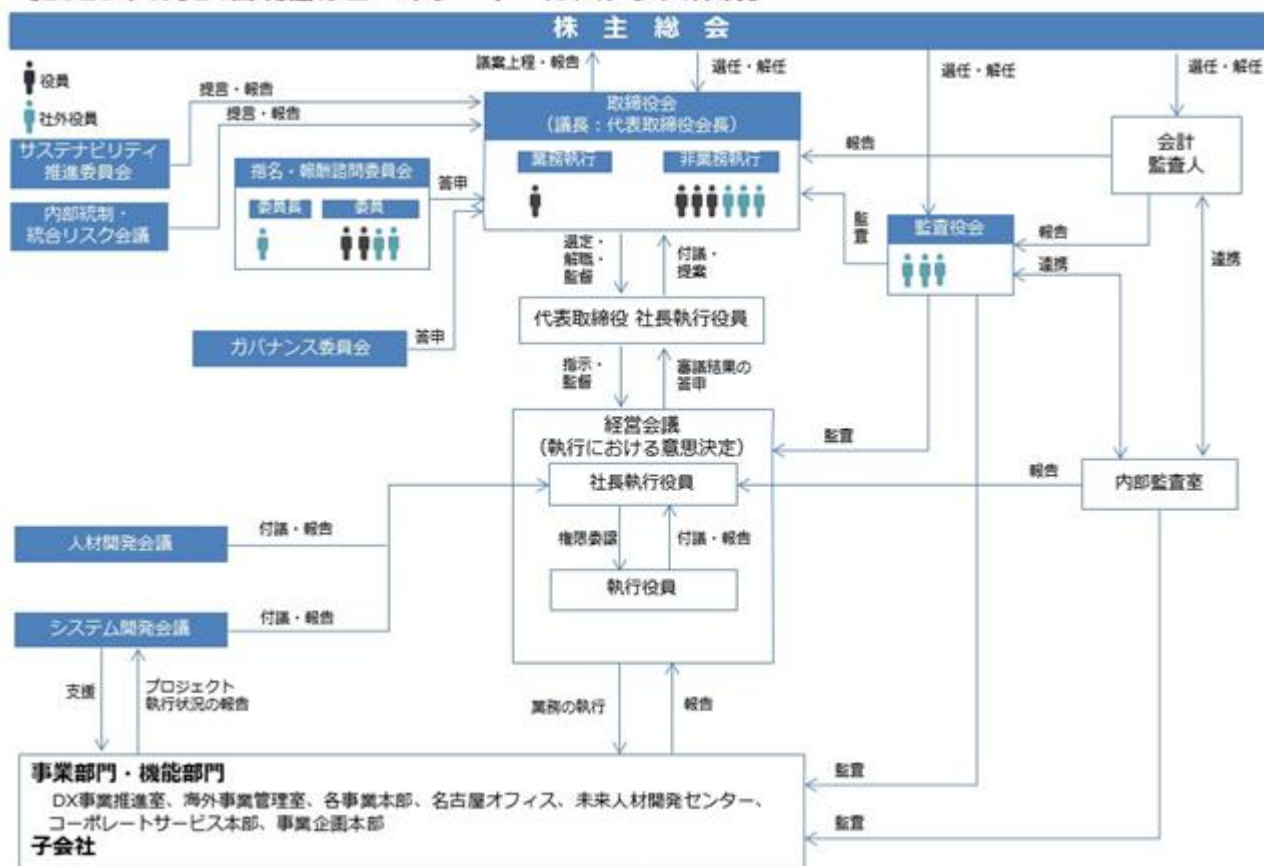 株主総会
役員
社外役員
議案上程・報告
選任・解任
選任・解任
選任・解任
提言・報告
提言・報告
サステナビリティ
推進委員会
内部統制・
統合リスク会議
指名・報酬諮問委員会
委員長
委員
答申
取締役会
(議長:代表取締役会長)
業務執行
非業務執行
報告
会計
監査人
監査
監査役会
報告
連携
連携
選定・
解職・
監督
付議・
提案
代表取締役 社長執行役員
ガバナンス委員会
答申
指示・
監督
審議結果の
答申
経営会議
(執行における意思決定)
監査
社長執行役員
報告
内部監査室
権限委譲
付議・報告
執行役員
人材開発会議
付議・報告
システム開発会議
付議・報告
支援
プロジェクト
執行状況の報告
業務の執行
報告
事業部門・機能部門
DX事業推進室、海外事業管理室、各事業本部、名古屋オフィス、未来人材開発センター、
コーポレートサービス本部、事業企画本部
子会社
監査
監査